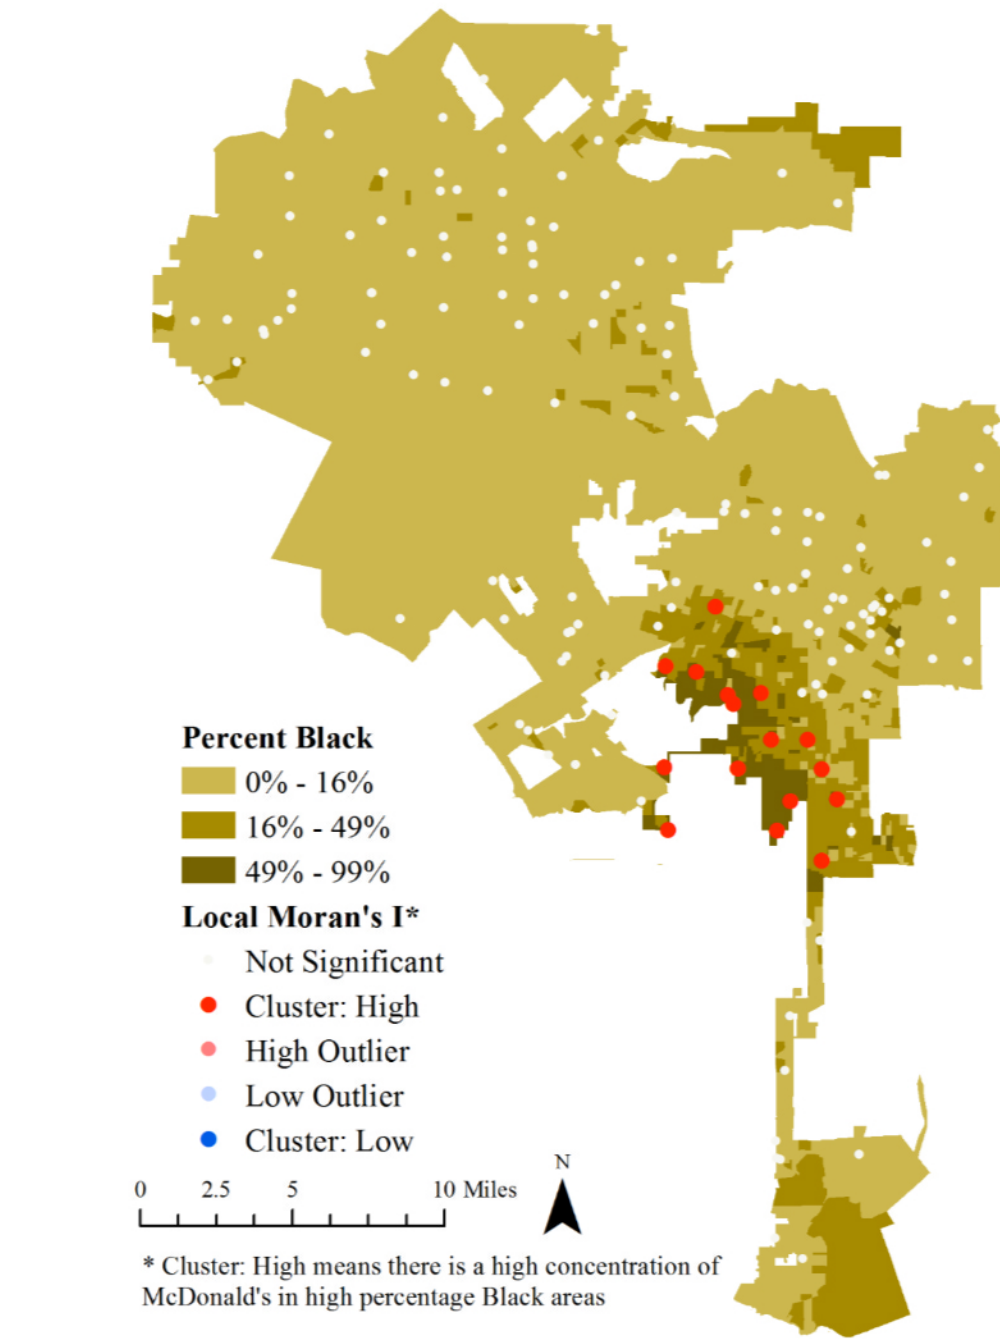 Percent Black
0% - 16%
16% - 49%
49% - 99%
Local Moran's I*
Not Significant
Cluster: High
High Outlier
Low Outlier
Cluster: Low
N
0 2.5 5 10 Miles
* Cluster: High means there is a high concentration of
McDonald's in high percentage Black areas